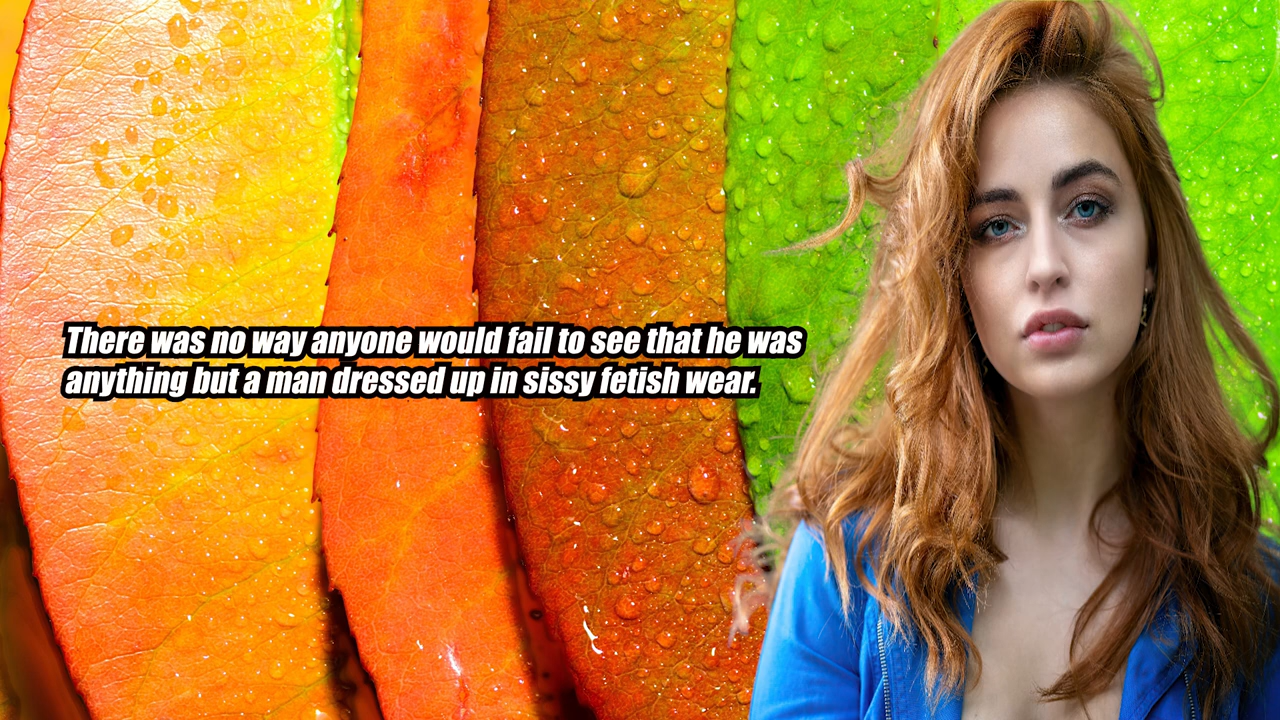 There was no way anyone would fail to see that he was
anything but a man dressed up in sissy fetish wear.